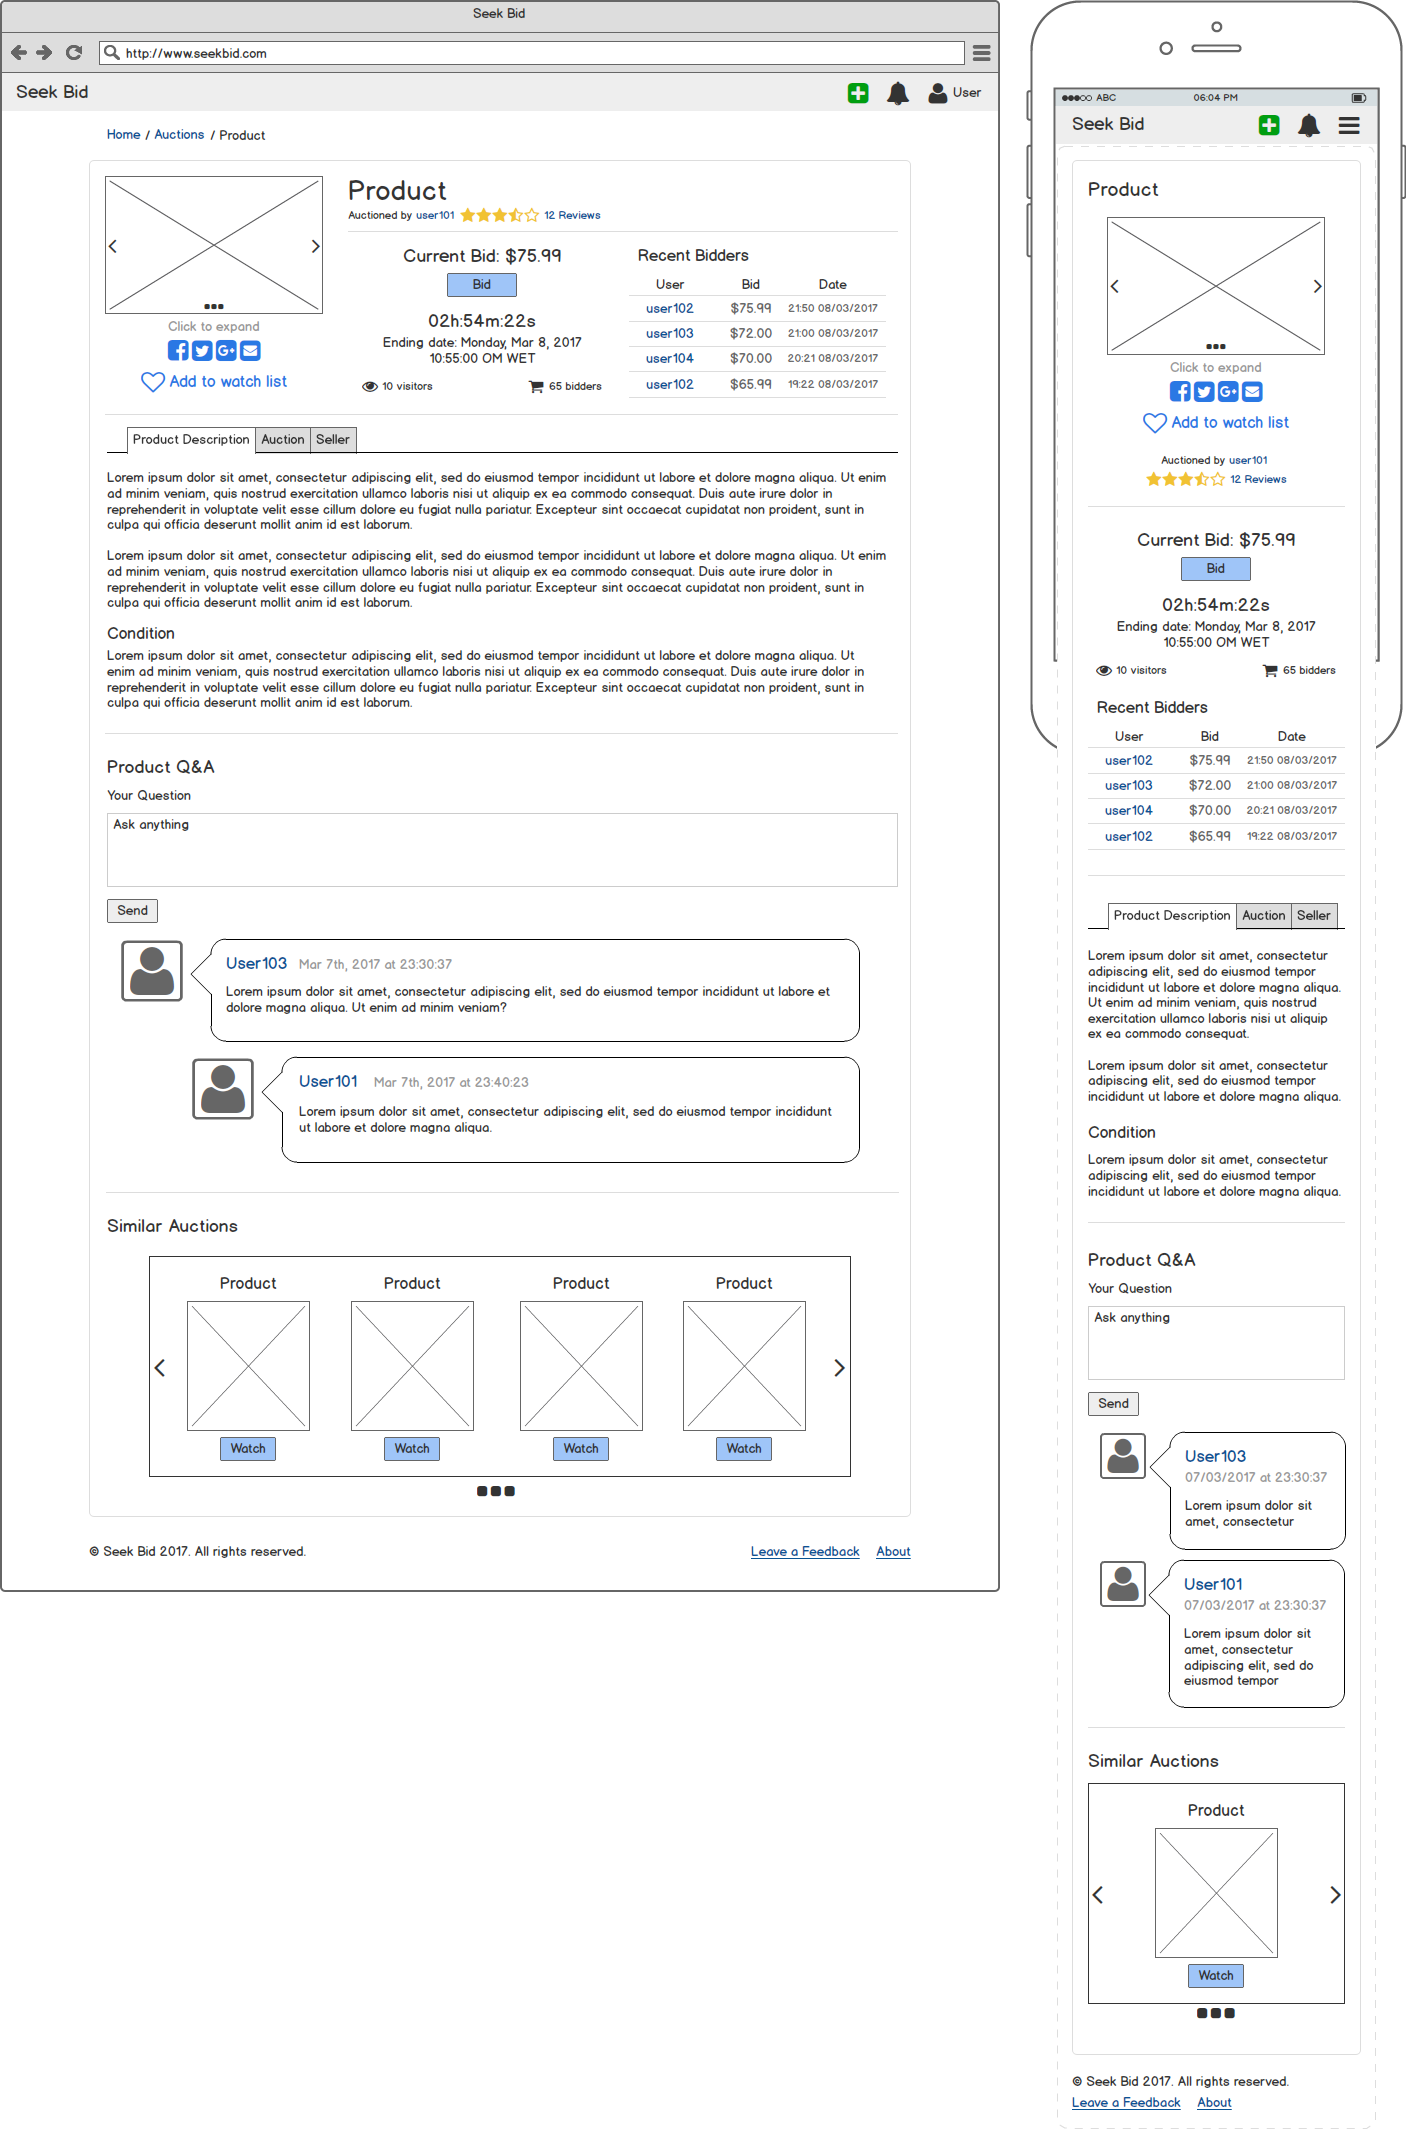 Seek Bid
http://www.seekbid.com
Seek Bid
User
Home / Auctions / Product
Product
Auctioned by user101 12 Reviews
Click to expand
Add to watch list
Current Bid: $75.99
Bid
02h:54m:22s
Ending date: Monday, Mar 8, 2017
10:55:00 OM WET
10 visitors 65 bidders
Recent Bidders
User Bid Date
user102 $75.99 21:50 08/03/2017
user103 $72.00 21:00 08/03/2017
user104 $70.00 20:21 08/03/2017
user102 $65.99 19:22 08/03/2017
Product Description Auction Seller
Lorem ipsum dolor sit amet, consectetur adipiscing elit, sed do eiusmod tempor incididunt ut labore et dolore magna aliqua. Ut enim
ad minim veniam, quis nostrud exercitation ullamco laboris nisi ut aliquip ex ea commodo consequat. Duis aute irure dolor in
reprehenderit in voluptate velit esse cillum dolore eu fugiat nulla pariatur. Excepteur sint occaecat cupidatat non proident, sunt in
culpa qui officia deserunt mollit anim id est laborum.
Lorem ipsum dolor sit amet, consectetur adipiscing elit, sed do eiusmod tempor incididunt ut labore et dolore magna aliqua. Ut enim
ad minim veniam, quis nostrud exercitation ullamco laboris nisi ut aliquip ex ea commodo consequat. Duis aute irure dolor in
reprehenderit in voluptate velit esse cillum dolore eu fugiat nulla pariatur. Excepteur sint occaecat cupidatat non proident, sunt in
culpa qui officia deserunt mollit anim id est laborum.
Condition
Lorem ipsum dolor sit amet, consectetur adipiscing elit, sed do eiusmod tempor incididunt ut labore et dolore magna aliqua. Ut
enim ad minim veniam, quis nostrud exercitation ullamco laboris nisi ut aliquip ex ea commodo consequat. Duis aute irure dolor in
reprehenderit in voluptate velit esse cillum dolore eu fugiat nulla pariatur. Excepteur sint occaecat cupidatat non proident, sunt in
culpa qui officia deserunt mollit anim id est laborum.
Product Q&A
Your Question
Ask anything
Send
User103 Mar 7th, 2017 at 23:30:37
Lorem ipsum dolor sit amet, consectetur adipiscing elit, sed do eiusmod tempor incididunt ut labore et
dolore magna aliqua. Ut enim ad minim veniam?
User101 Mar 7th, 2017 at 23:40:23
Lorem ipsum dolor sit amet, consectetur adipiscing elit, sed do eiusmod tempor incididunt
ut labore et dolore magna aliqua.
Similar Auctions
Product Product Product Product
Watch Watch Watch Watch
© Seek Bid 2017. All rights reserved.
Leave a Feedback About
ABC 06:04 PM
Seek Bid
Product
Click to expand
Add to watch list
Auctioned by user101
12 Reviews
Current Bid: $75.99
Bid
02h:54m:22s
Ending date: Monday, Mar 8, 2017
10:55:00 OM WET
10 visitors 65 bidders
Recent Bidders
User Bid Date
user102 $75.99 21:50 08/03/2017
user103 $72.00 21:00 08/03/2017
user104 $70.00 20:21 08/03/2017
user102 $65.99 19:22 08/03/2017
Product Description Auction Seller
Lorem ipsum dolor sit amet, consectetur
adipiscing elit, sed do eiusmod tempor
incididunt ut labore et dolore magna aliqua.
Ut enim ad minim veniam, quis nostrud
exercitation ullamco laboris nisi ut aliquip
ex ea commodo consequat.
Lorem ipsum dolor sit amet, consectetur
adipiscing elit, sed do eiusmod tempor
incididunt ut labore et dolore magna aliqua.
Condition
Lorem ipsum dolor sit amet, consectetur
adipiscing elit, sed do eiusmod tempor
incididunt ut labore et dolore magna aliqua.
Product Q&A
Your Question
Ask anything
Send
User103
07/03/2017 at 23:30:37
Lorem ipsum dolor sit
amet, consectetur
User101
07/03/2017 at 23:30:37
Lorem ipsum dolor sit
amet, consectetur
adipiscing elit, sed do
eiusmod tempor
Similar Auctions
Product
Watch
© Seek Bid 2017. All rights reserved.
Leave a Feedback About